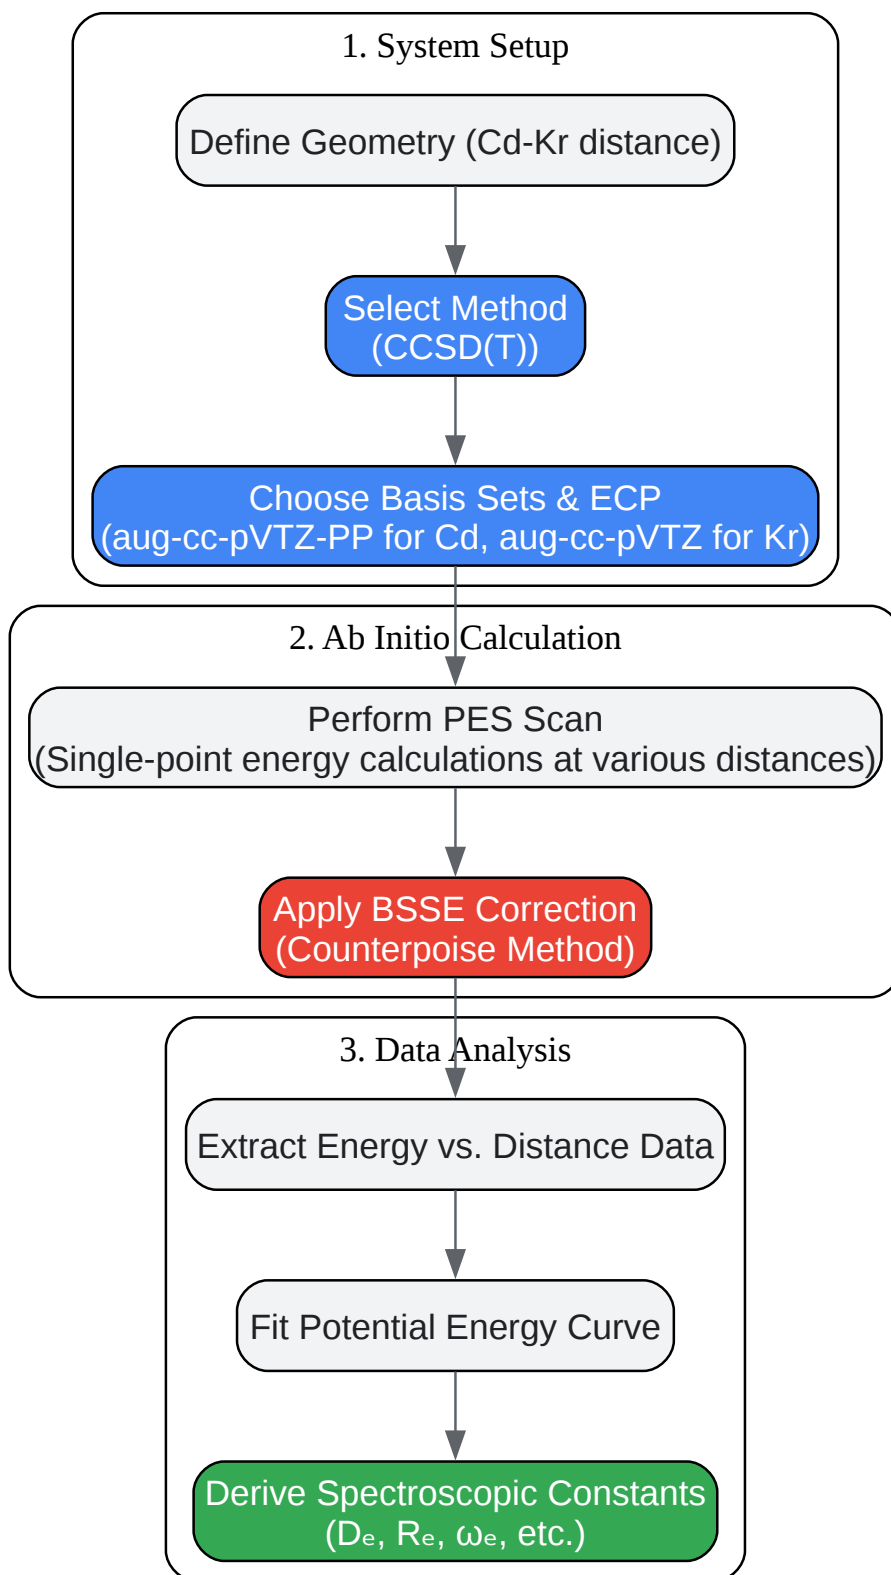 1. System Setup
Define Geometry (Cd-Kr distance)
Select Method
(CCSD(T))
Choose Basis Sets & ECP
(aug-cc-pVTZ-PP for Cd, aug-cc-pVTZ for Kr)
2. Ab Initio Calculation
Perform PES Scan
(Single-point energy calculations at various distances)
Apply BSSE Correction
(Counterpoise Method)
3. Data Analysis
Extract Energy vs. Distance Data
Fit Potential Energy Curve
Derive Spectroscopic Constants
(Dₑ, Rₑ, ωₑ, etc.)